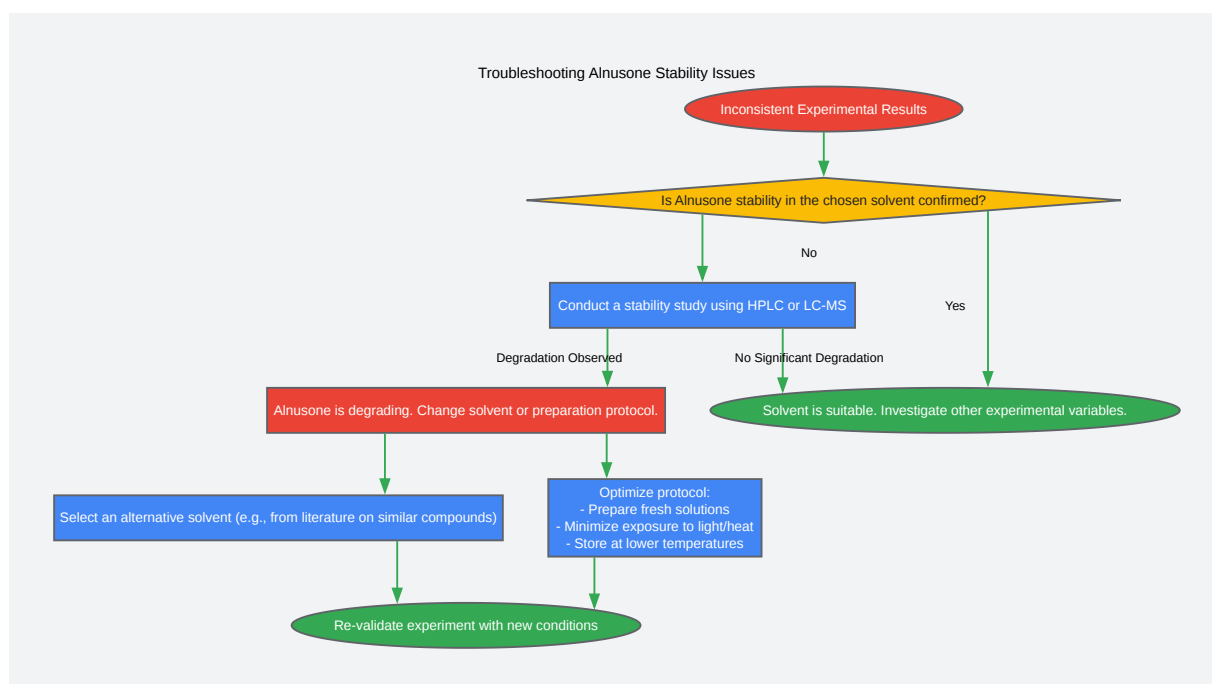 Troubleshooting Alnusone Stability Issues
Inconsistent Experimental Results
Is Alnusone stability in the chosen solvent confirmed?
No
Conduct a stability study using HPLC or LC-MS
Yes
Degradation Observed
No Significant Degradation
Alnusone is degrading. Change solvent or preparation protocol.
Solvent is suitable. Investigate other experimental variables.
Select an alternative solvent (e.g., from literature on similar compounds)
Optimize protocol:
- Prepare fresh solutions
- Minimize exposure to light/heat
- Store at lower temperatures
Re-validate experiment with new conditions